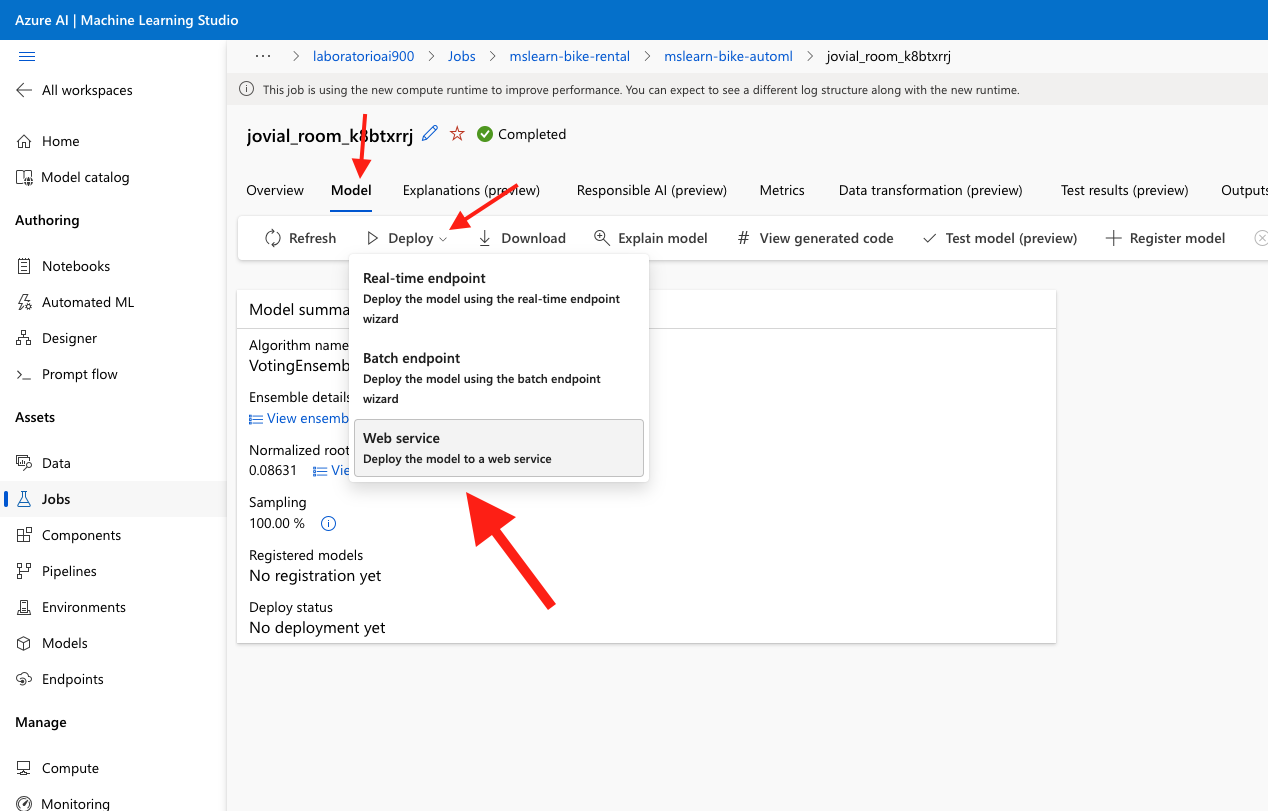 Azure AI | Machine Learning Studio
··· > laboratorioai900 > Jobs > mslearn-bike-rental > mslearn-bike-automl > jovial_room_k8btxrrj
This job is using the new compute runtime to improve performance. You can expect to see a different log structure along with the new runtime.
All workspaces
Home
Model catalog
Authoring
Notebooks
Automated ML
Designer
Prompt flow
Assets
Data
Jobs
Components
Pipelines
Environments
Models
Endpoints
Manage
Compute
Monitoring
jovial_room_k8btxrrj Completed
Overview Model Explanations (preview) Responsible AI (preview) Metrics Data transformation (preview) Test results (preview) Outputs
Refresh Deploy Download Explain model View generated code Test model (preview) Register model
Real-time endpoint
Deploy the model using the real-time endpoint
wizard
Batch endpoint
Deploy the model using the batch endpoint
wizard
Web service
Deploy the model to a web service
Model summa
Algorithm name
VotingEnsemb
Ensemble details
View ensemb
Normalized root
0.08631 Vie
Sampling
100.00 %
Registered models
No registration yet
Deploy status
No deployment yet